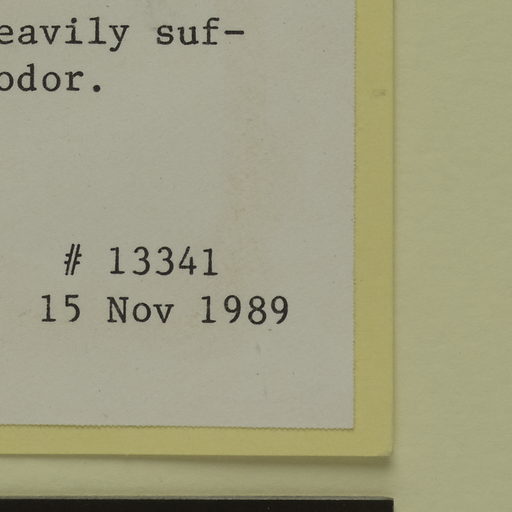 eavily suf-
odor.
# 13341
15 Nov 1989